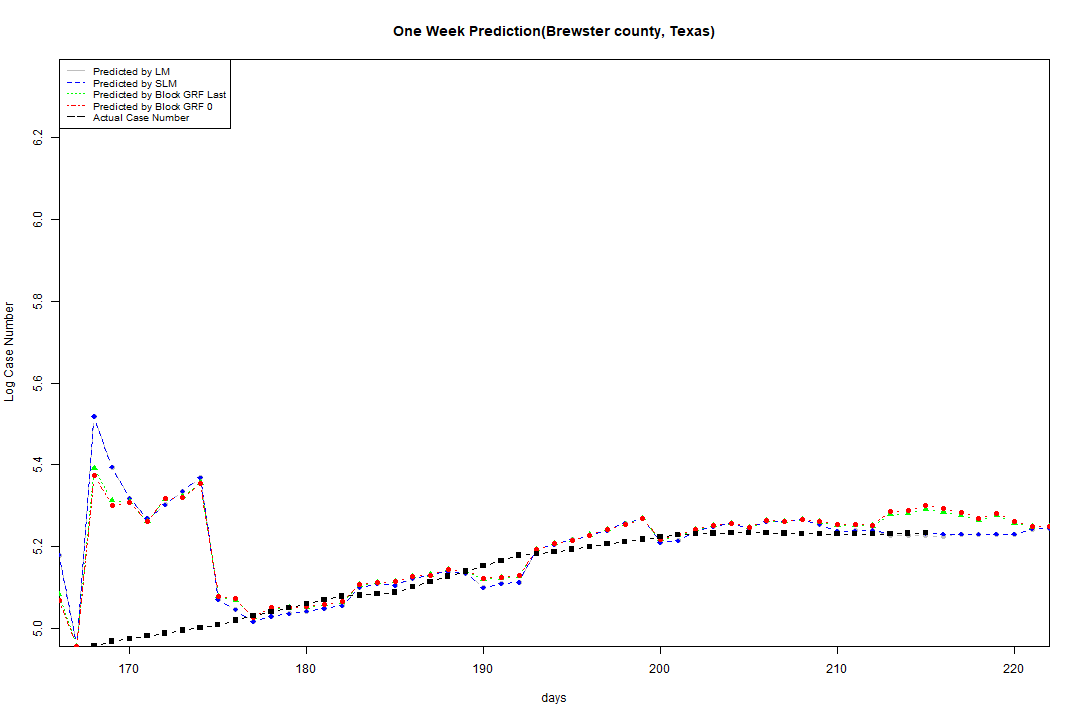 One Week Prediction(Brewster county, Texas)
Predicted by LM
Predicted by SLM
Predicted by Block GRF Last
Predicted by Block GRF 0
Actual Case Number
6.2
6.0
5.8
5.6
5.4
5.2
5.0
Log Case Number
170 180 190 200 210 220
days